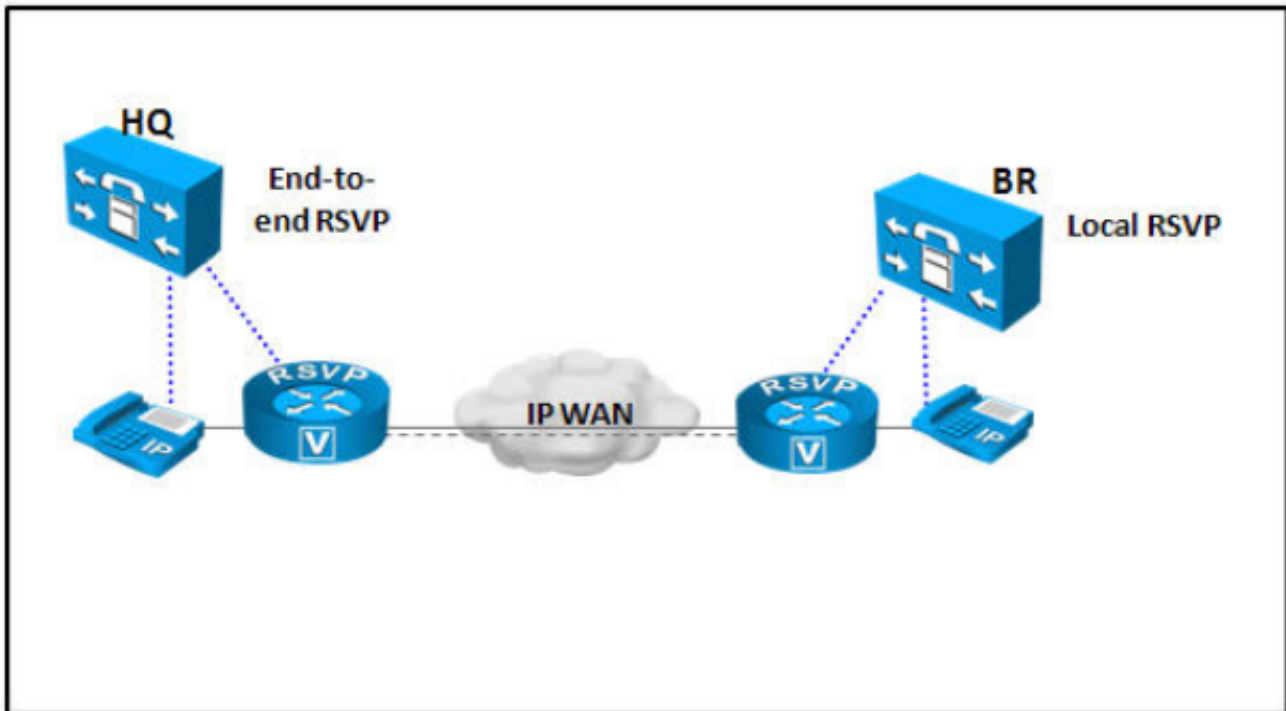 HQ
End-to-
end RSVP
BR
Local RSVP
RSVP
IP WAN
RSVP
IP
V
V
IP